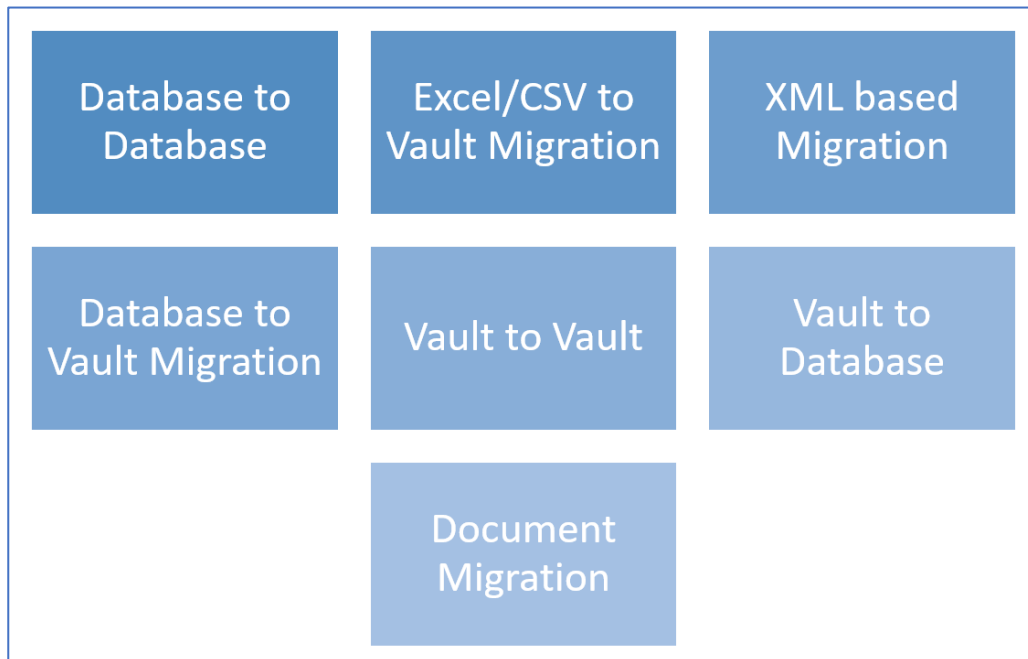 Database to
Database
Excel/CSV to
Vault Migration
XML based
Migration
Database to
Vault Migration
Vault to Vault
Vault to
Database
Document
Migration